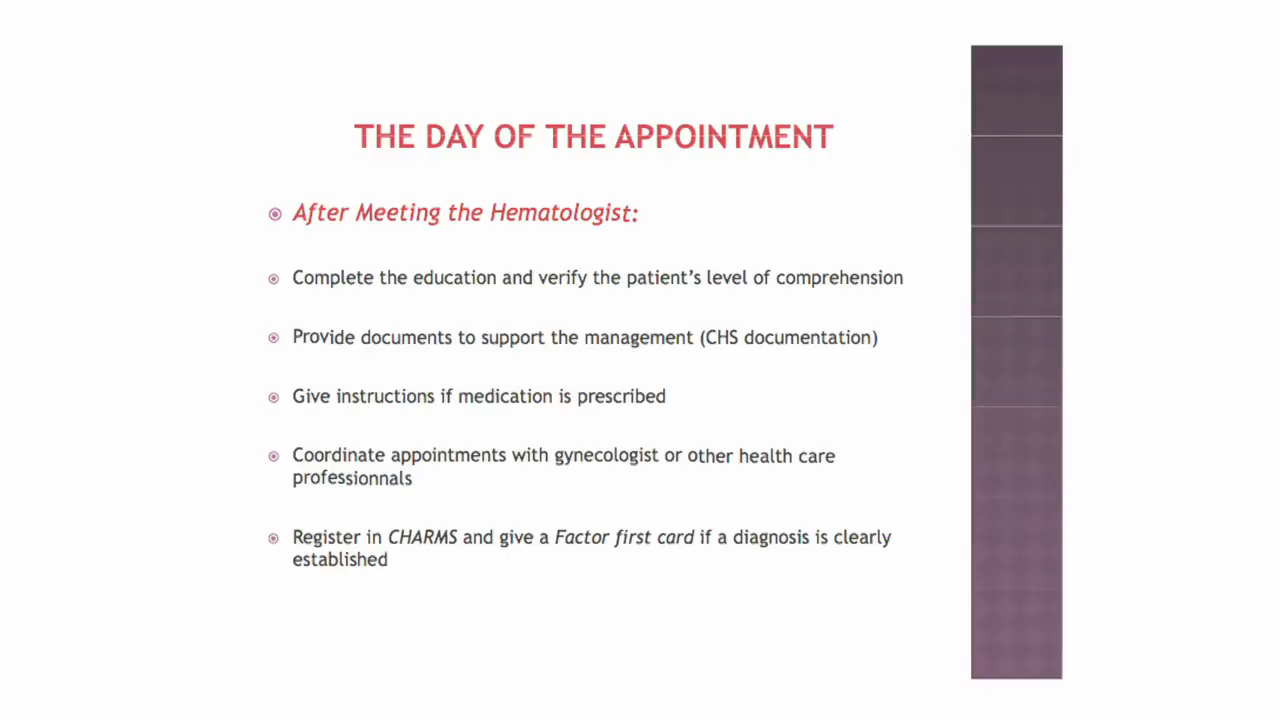 THE DAY OF THE APPOINTMENT
After Meeting the Hematologist:
Complete the education and verify the patient's level of comprehension
Provide documents to support the management (CHS documentation)
Give instructions if medication is prescribed
Coordinate appointments with gynecologist or other health care
professionnals
Register in CHARMS and give a Factor first card if a diagnosis is clearly
established